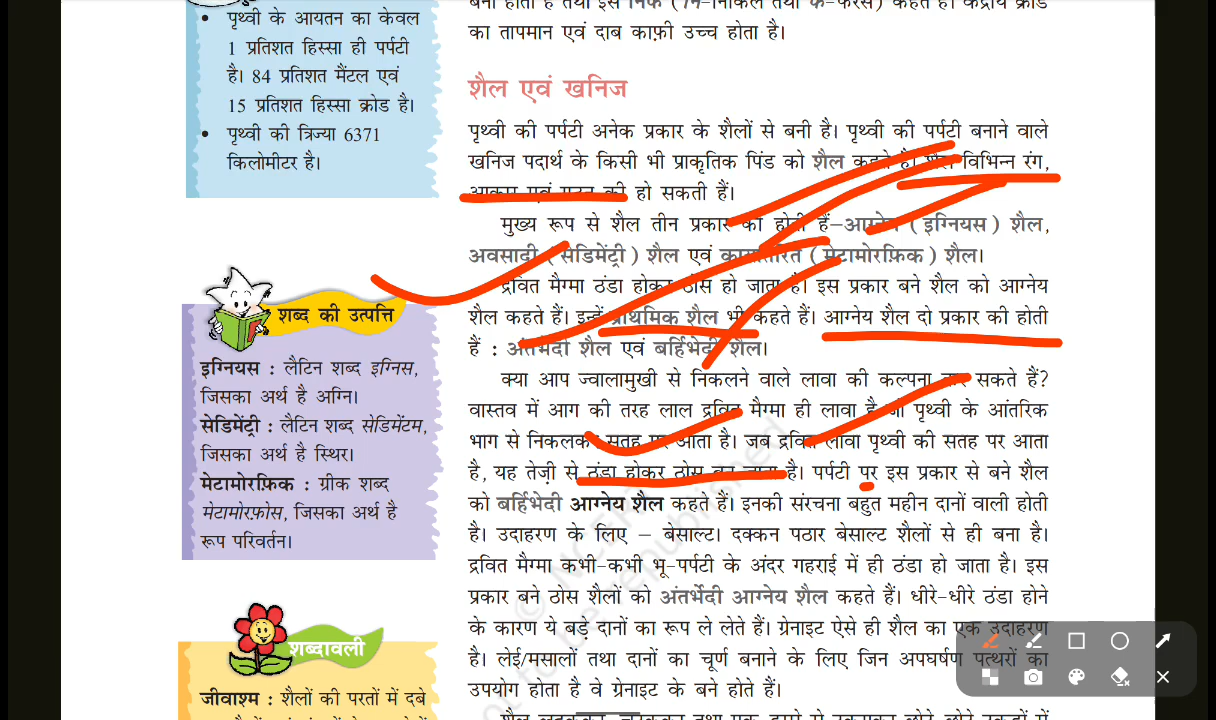 पृथ्वी के आयतन का केवल
1 प्रतिशत हिस्सा ही पर्पटी
है। 84 प्रतिशत मैंटल एवं
15 प्रतिशत हिस्सा क्रोड है।
• पृथ्वी की त्रिज्या 6371
किलोमीटर है।
शब्द की उत्पत्ति
इग्नियस : लैटिन शब्द इग्निस,
जिसका अर्थ है अग्नि।
सेडिमेंट्री : लैटिन शब्द सेडिमेंटम,
जिसका अर्थ है स्थिर।
मेटामोरफ़िक : ग्रीक शब्द
मेटामोरफ़ोस, जिसका अर्थ है
रूप परिवर्तन।
शब्दावली
जीवाश्म : शैलों की परतों में दबे
बनी होती है तथा इसे निफे (नि–निकिल तथा फे–फैरस) कहते हैं। केंद्रीय क्रोड
का तापमान एवं दाब काफ़ी उच्च होता है।
शैल एवं खनिज
पृथ्वी की पर्पटी अनेक प्रकार के शैलों से बनी है। पृथ्वी की पर्पटी बनाने वाले
खनिज पदार्थ के किसी भी प्राकृतिक पिंड को शैल कहते हैं। शैल विभिन्न रंग,
आकार एवं गठन की हो सकती हैं।
मुख्य रूप से शैल तीन प्रकार की होती हैं–आग्नेय (इग्नियस) शैल,
अवसादी (सेडिमेंट्री) शैल एवं कायांतरित (मेटामोरफ़िक) शैल।
द्रवित मैग्मा ठंडा होकर ठोस हो जाता है। इस प्रकार बने शैल को आग्नेय
शैल कहते हैं। इन्हें प्राथमिक शैल भी कहते हैं। आग्नेय शैल दो प्रकार की होती
हैं : अंतर्भेदी शैल एवं बर्हिभेदी शैल।
क्या आप ज्वालामुखी से निकलने वाले लावा की कल्पना कर सकते हैं?
वास्तव में आग की तरह लाल द्रवित मैग्मा ही लावा है जो पृथ्वी के आंतरिक
भाग से निकलकर सतह पर आता है। जब द्रवित लावा पृथ्वी की सतह पर आता
है, यह तेज़ी से ठंडा होकर ठोस बन जाता है। पर्पटी पर इस प्रकार से बने शैल
को बर्हिभेदी आग्नेय शैल कहते हैं। इनकी संरचना बहुत महीन दानों वाली होती
है। उदाहरण के लिए – बेसाल्ट। दक्कन पठार बेसाल्ट शैलों से ही बना है।
द्रवित मैग्मा कभी-कभी भू-पर्पटी के अंदर गहराई में ही ठंडा हो जाता है। इस
प्रकार बने ठोस शैलों को अंतर्भेदी आग्नेय शैल कहते हैं। धीरे-धीरे ठंडा होने
के कारण ये बड़े दानों का रूप ले लेते हैं। ग्रेनाइट ऐसे ही शैल का एक उदाहरण
है। लेई/मसालों तथा दानों का चूर्ण बनाने के लिए जिन अपघर्षण पत्थरों का
उपयोग होता है वे ग्रेनाइट के बने होते हैं।